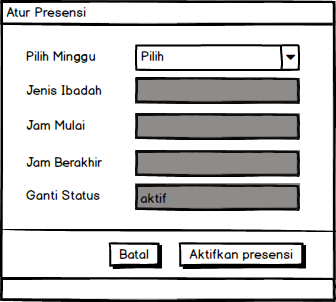 Atur Presensi
Pilih Minggu
Pilih
Jenis Ibadah
Jam Mulai
Jam Berakhir
Ganti Status
aktif
Batal
Aktifkan presensi